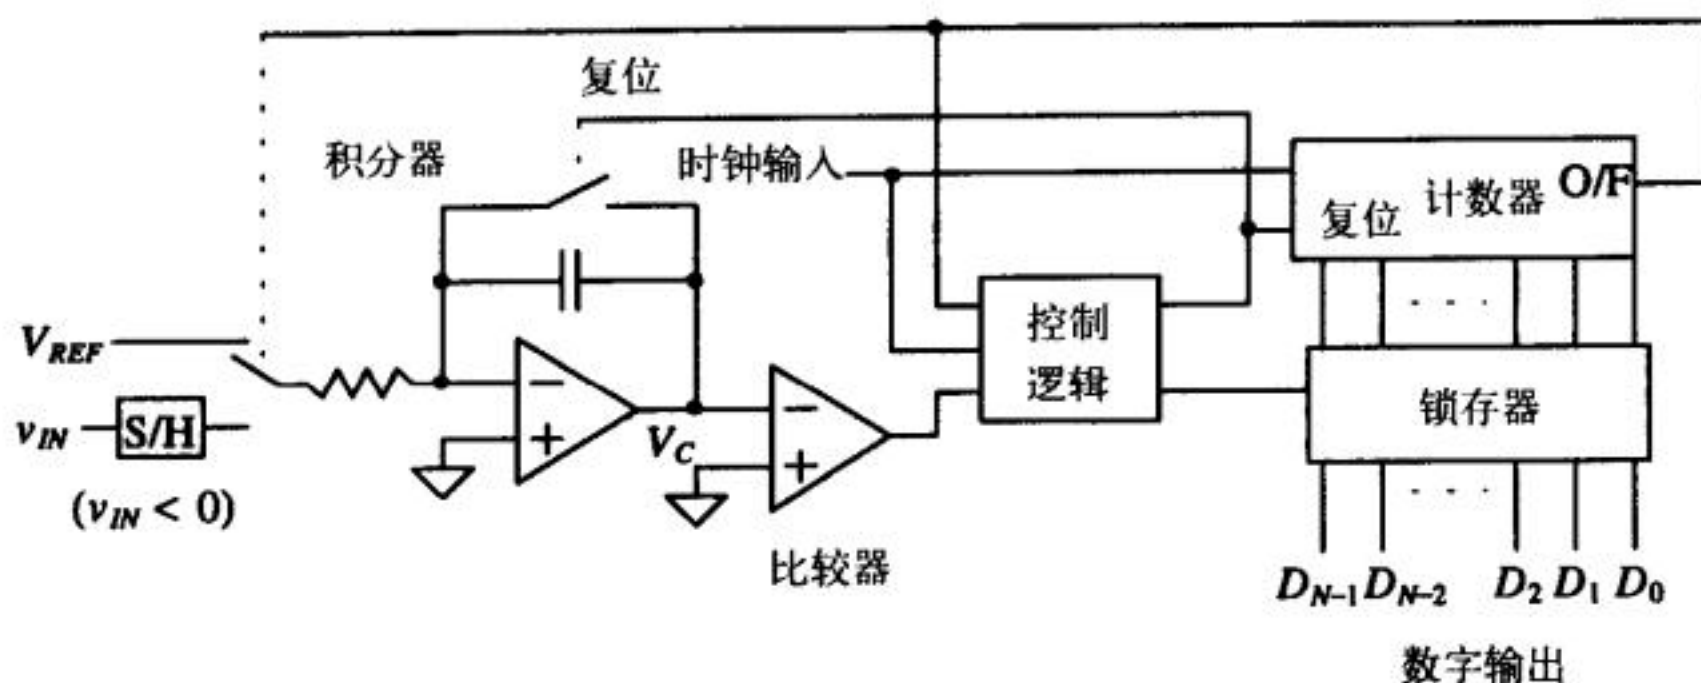 复位
积分器
时钟输入
复位 计数器 O/F
控制
逻辑
V_REF
v_IN S/H
(v_IN < 0)
−
+
V_C
−
+
比较器
锁存器
. . .
. . .
D_N−1 D_N−2 D_2 D_1 D_0
数字输出